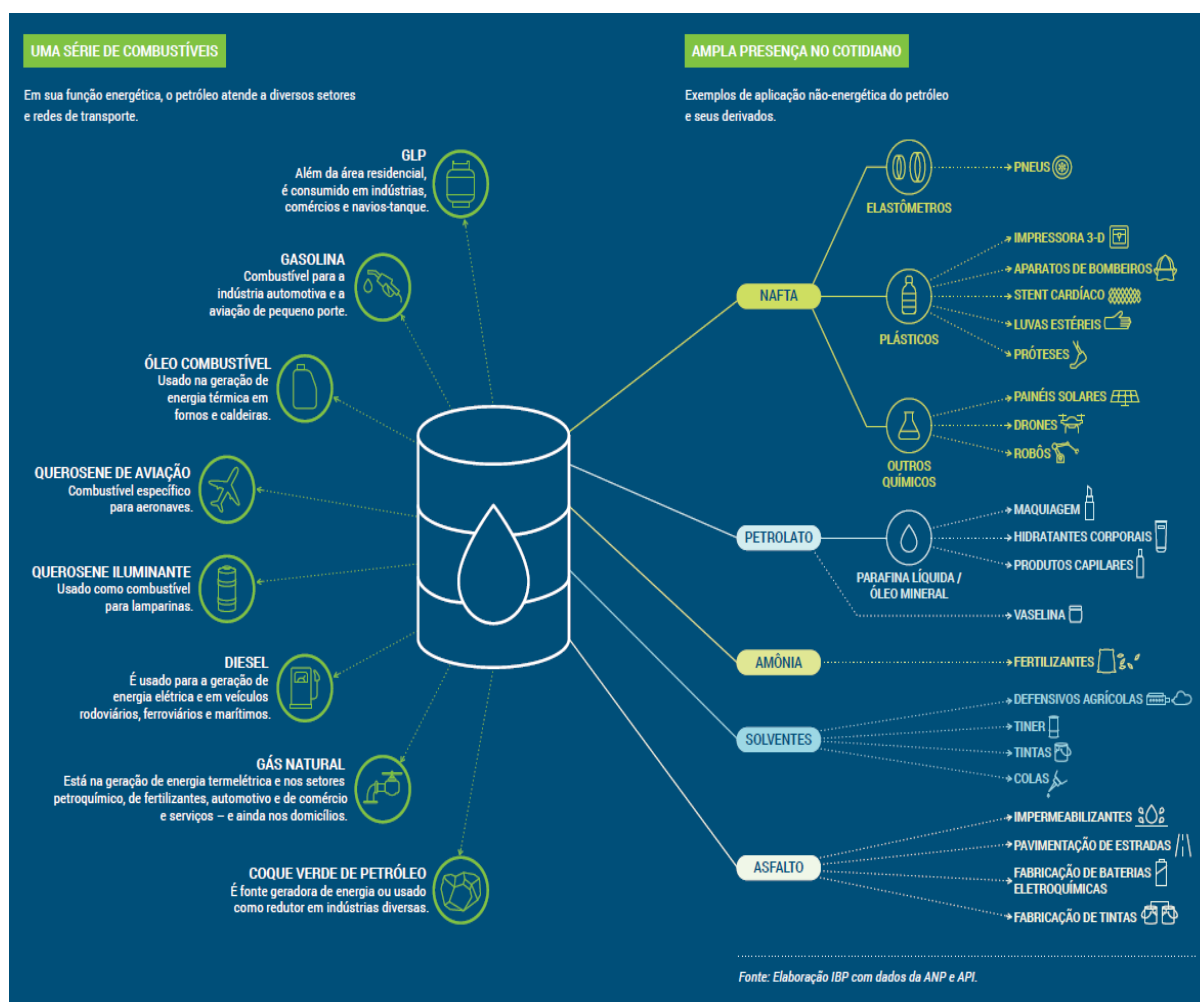 UMA SÉRIE DE COMBUSTÍVEIS
Em sua função energética, o petróleo atende a diversos setores
e redes de transporte.
GLP
Além da área residencial,
é consumido em indústrias,
comércios e navios-tanque.
GASOLINA
Combustível para a
indústria automotiva e a
aviação de pequeno porte.
ÓLEO COMBUSTÍVEL
Usado na geração de
energia térmica em
fornos e caldeiras.
QUEROSENE DE AVIAÇÃO
Combustível específico
para aeronaves.
QUEROSENE ILUMINANTE
Usado como combustível
para lamparinas.
DIESEL
É usado para a geração de
energia elétrica e em veículos
rodoviários, ferroviários e marítimos.
GÁS NATURAL
Está na geração de energia termelétrica e nos setores
petroquímico, de fertilizantes, automotivo e de comércio
e serviços – e ainda nos domicílios.
COQUE VERDE DE PETRÓLEO
É fonte geradora de energia ou usado
como redutor em indústrias diversas.
AMPLA PRESENÇA NO COTIDIANO
Exemplos de aplicação não-energética do petróleo
e seus derivados.
NAFTA
ELASTÔMETROS
PNEUS
PLÁSTICOS
IMPRESSORA 3-D
APARATOS DE BOMBEIROS
STENT CARDÍACO
LUVAS ESTÉREIS
PRÓTESES
OUTROS
QUÍMICOS
PAINÉIS SOLARES
DRONES
ROBÔS
PETROLATO
PARAFINA LÍQUIDA /
ÓLEO MINERAL
MAQUIAGEM
HIDRATANTES CORPORAIS
PRODUTOS CAPILARES
VASELINA
AMÔNIA
FERTILIZANTES
SOLVENTES
DEFENSIVOS AGRÍCOLAS
TINER
TINTAS
COLAS
ASFALTO
IMPERMEABILIZANTES
PAVIMENTAÇÃO DE ESTRADAS
FABRICAÇÃO DE BATERIAS
ELETROQUÍMICAS
FABRICAÇÃO DE TINTAS
Fonte: Elaboração IBP com dados da ANP e API.